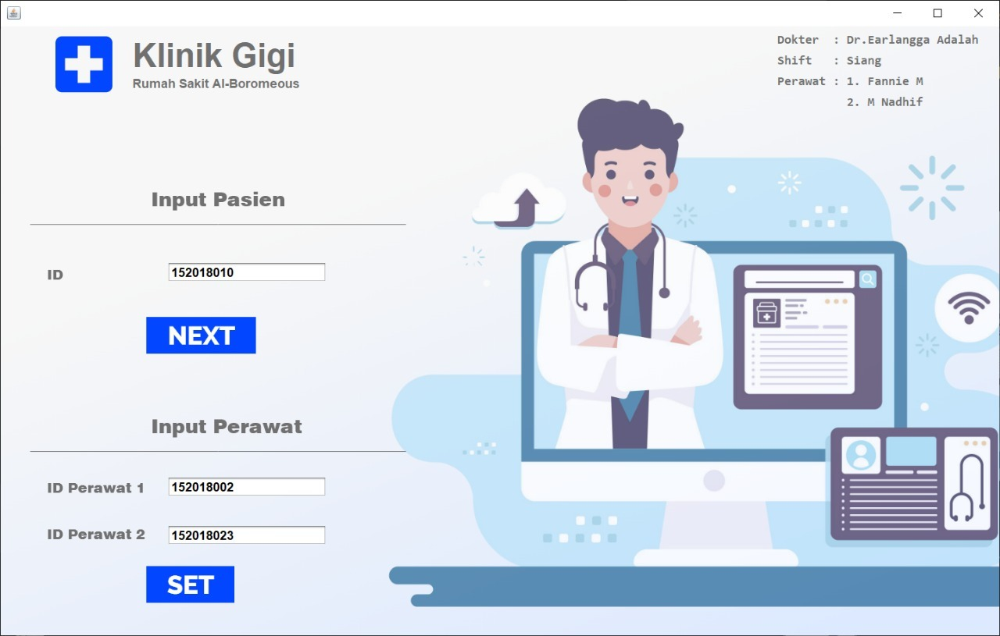 Klinik Gigi
Rumah Sakit Al-Boromeous
Dokter : Dr.Earlangga Adalah
Shift : Siang
Perawat : 1. Fannie M
2. M Nadhif
Input Pasien
ID 152018010
NEXT
Input Perawat
ID Perawat 1 152018002
ID Perawat 2 152018023
SET